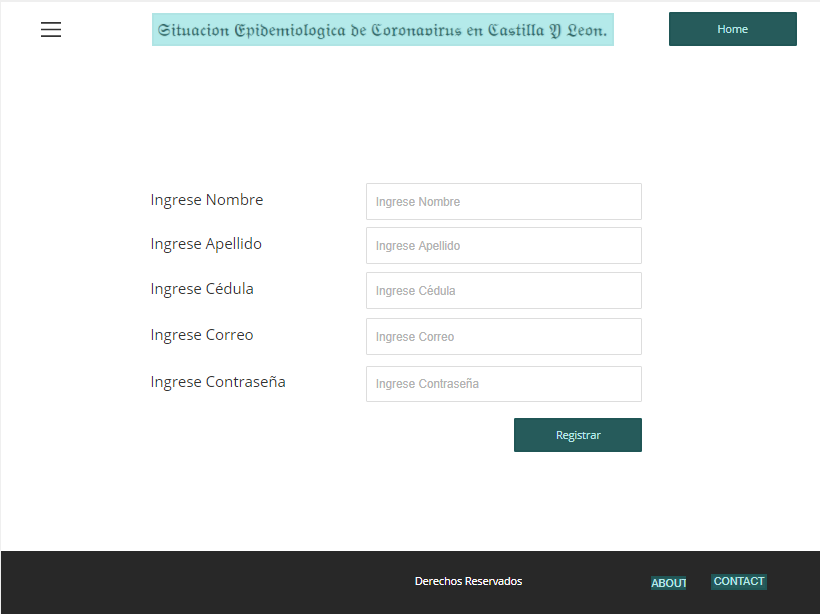 Situacion Epidemiologica de Coronavirus en Castilla Y Leon.
Home
Ingrese Nombre
Ingrese Nombre
Ingrese Apellido
Ingrese Apellido
Ingrese Cédula
Ingrese Cédula
Ingrese Correo
Ingrese Correo
Ingrese Contraseña
Ingrese Contraseña
Registrar
Derechos Reservados
ABOUT
CONTACT